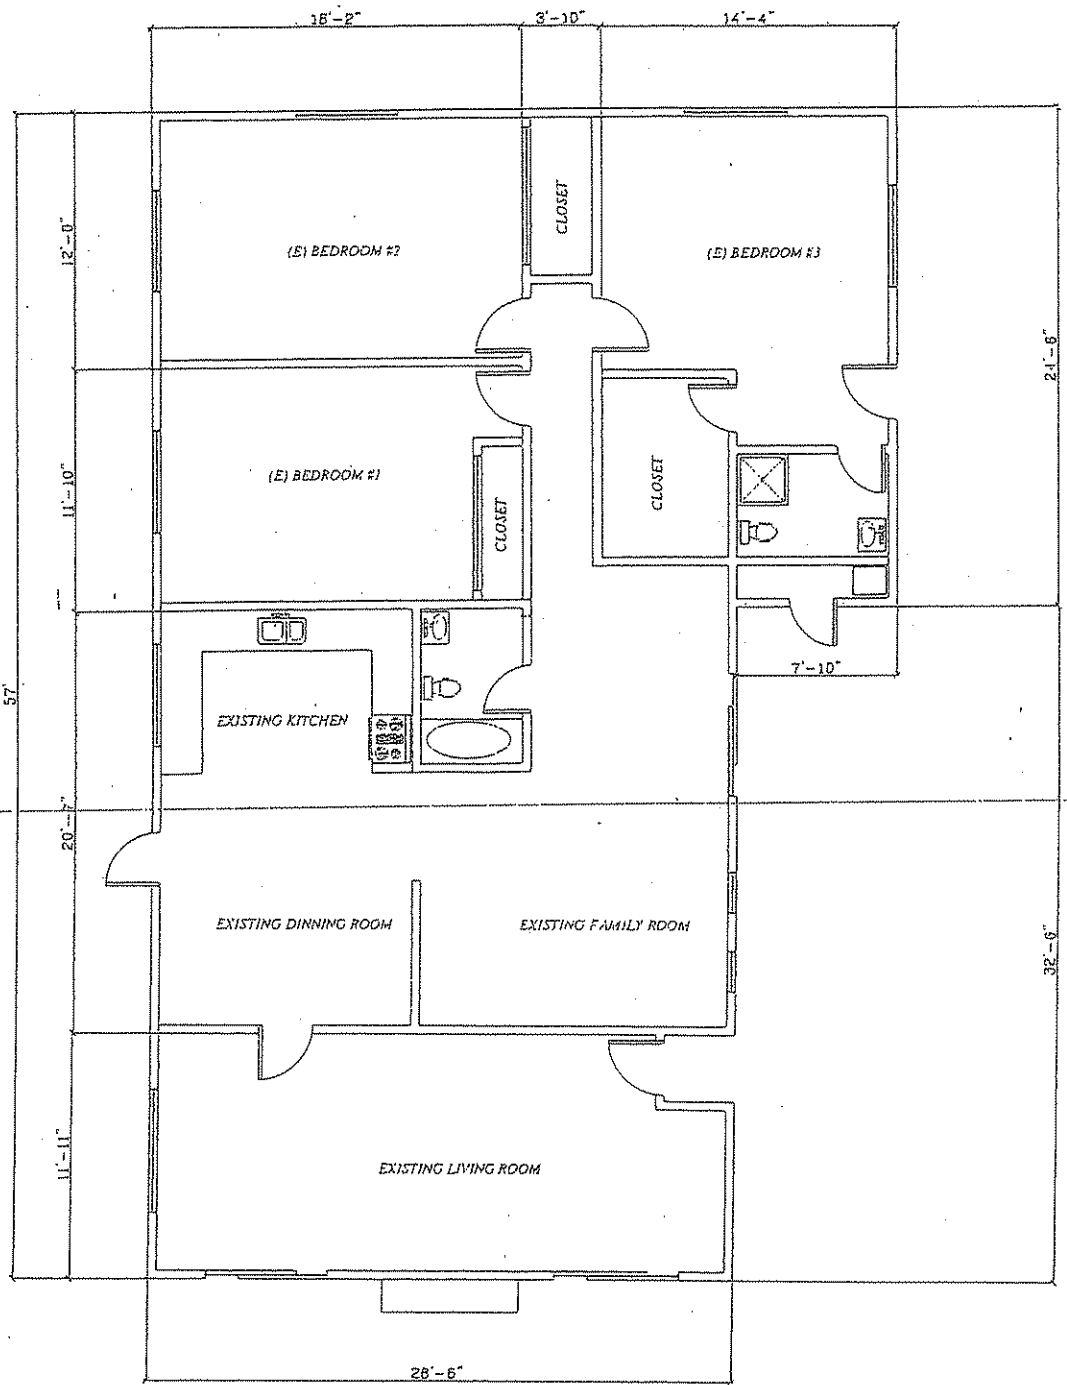 18'-2"
3'-10"
14'-4"
CLOSET
12'-0"
(E) BEDROOM #2
(E) BEDROOM #3
24'-6"
(E) BEDROOM #1
CLOSET
11'-10"
CLOSET
7'-10"
57'
EXISTING KITCHEN
20'-7"
EXISTING DINNING ROOM
EXISTING FAMILY ROOM
32'-6"
11'-11"
EXISTING LIVING ROOM
28'-6"